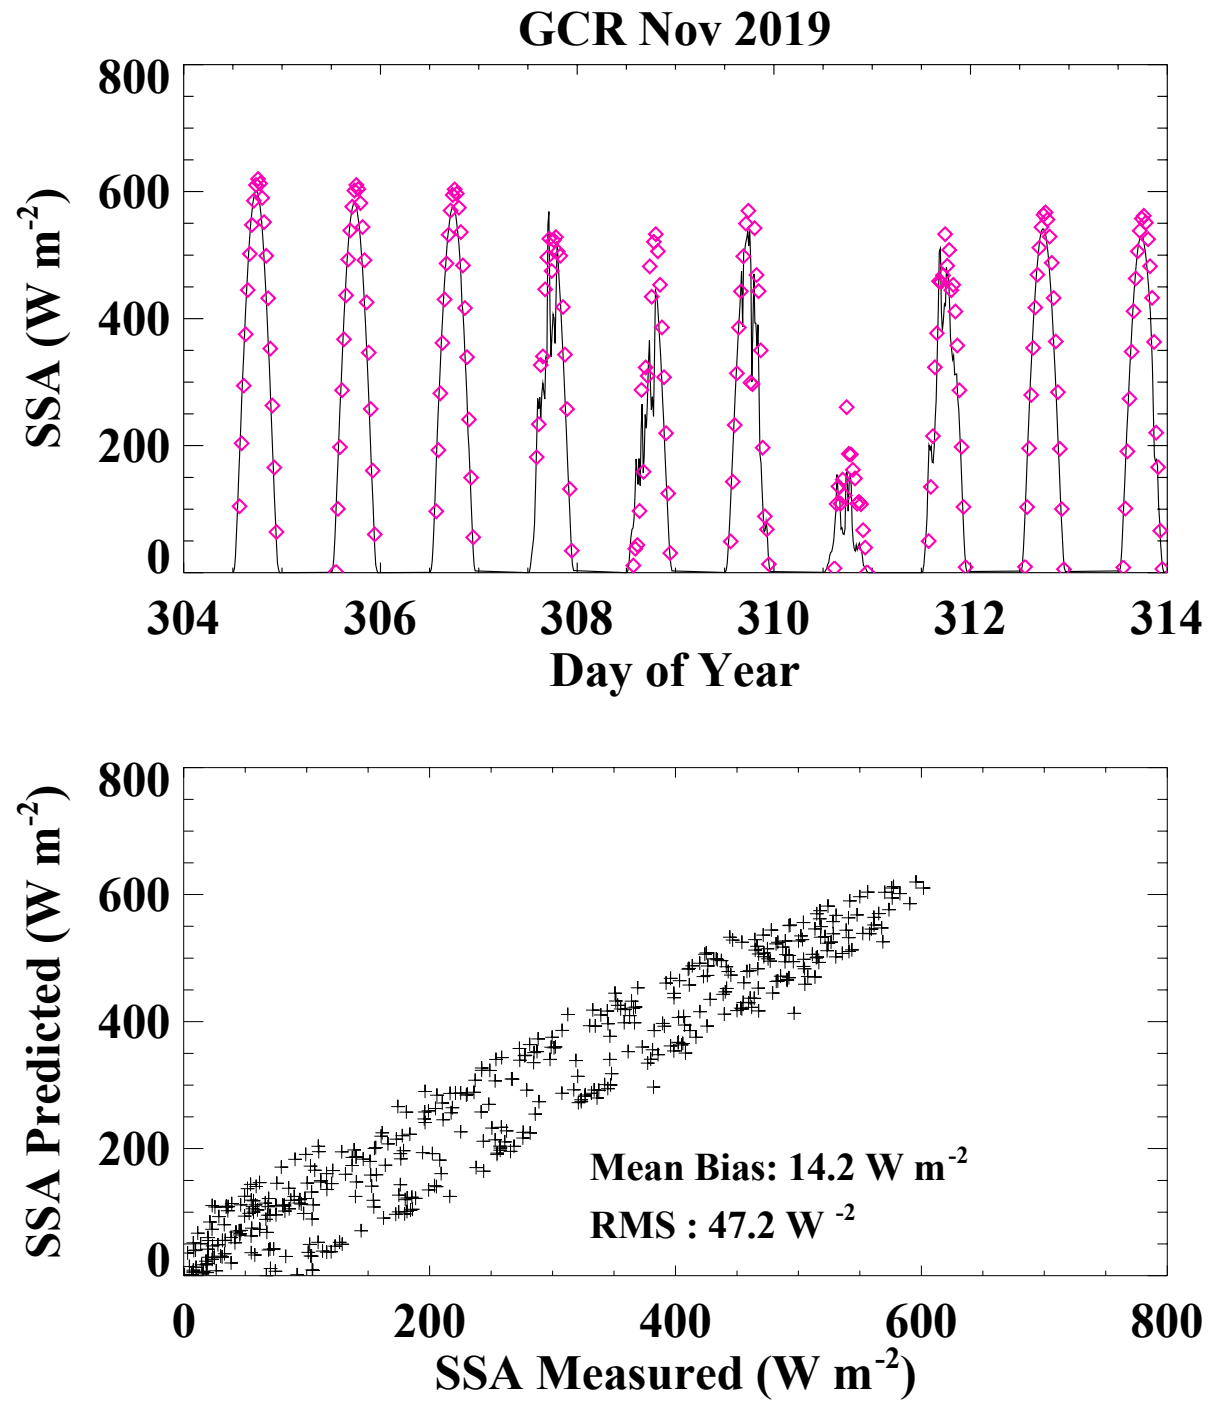 GCR Nov 2019
SSA (W m-2)
800
600
400
200
0
304 306 308 310 312 314
Day of Year
SSA Predicted (W m-2)
800
600
400
200
0
Mean Bias: 14.2 W m-2
RMS : 47.2 W -2
0 200 400 600 800
SSA Measured (W m-2)